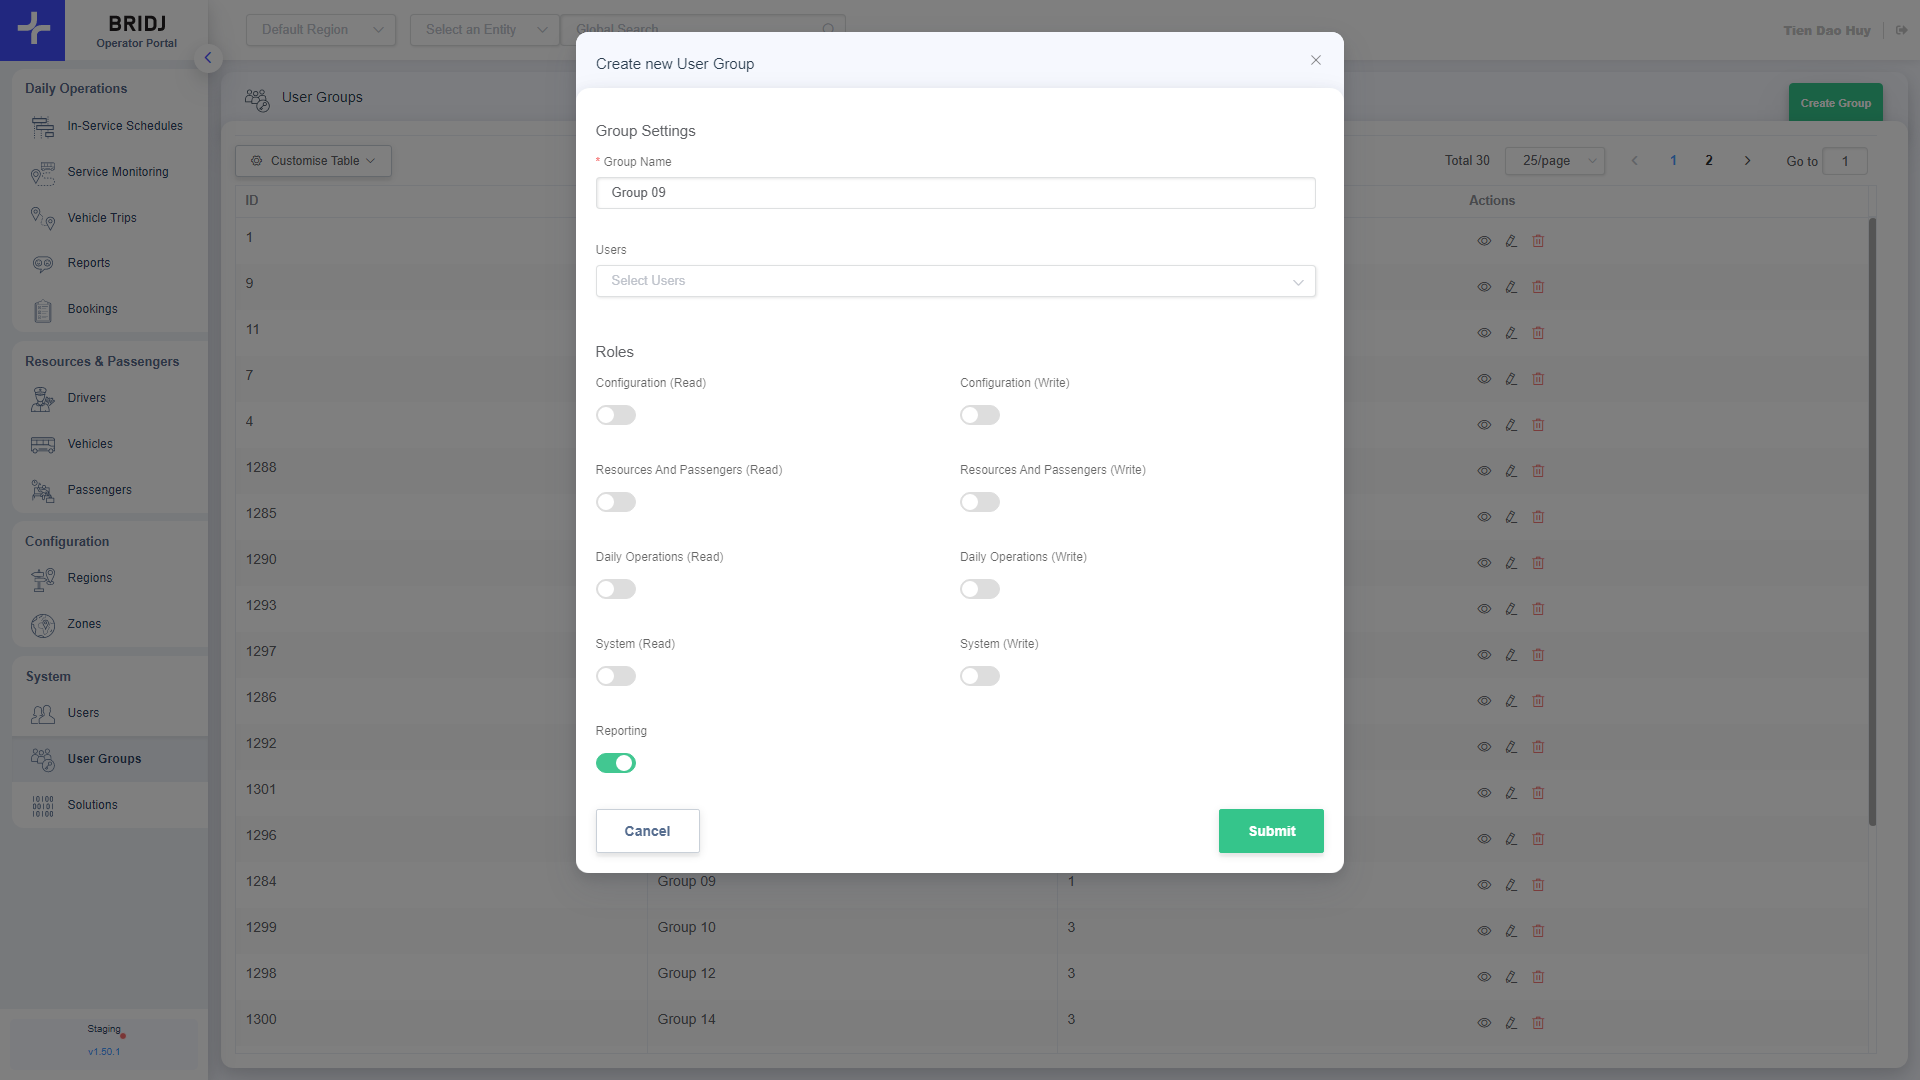 BRIDJ
Operator Portal
Default Region
Select an Entity
Global Search
Tien Dao Huy
Daily Operations
In-Service Schedules
Service Monitoring
Vehicle Trips
Reports
Bookings
Resources & Passengers
Drivers
Vehicles
Passengers
Configuration
Regions
Zones
System
Users
User Groups
Solutions
10100
00101
10100
Staging
v1.50.1
User Groups
Create Group
Customise Table
Total 30
25/page
1
2
Go to
1
ID
Actions
1
9
11
7
4
1288
1285
1290
1293
1297
1286
1292
1301
1296
1284 Group 09 1
1299 Group 10 3
1298 Group 12 3
1300 Group 14 3
Create new User Group
Group Settings
* Group Name
Group 09
Users
Select Users
Roles
Configuration (Read)
Configuration (Write)
Resources And Passengers (Read)
Resources And Passengers (Write)
Daily Operations (Read)
Daily Operations (Write)
System (Read)
System (Write)
Reporting
Cancel
Submit